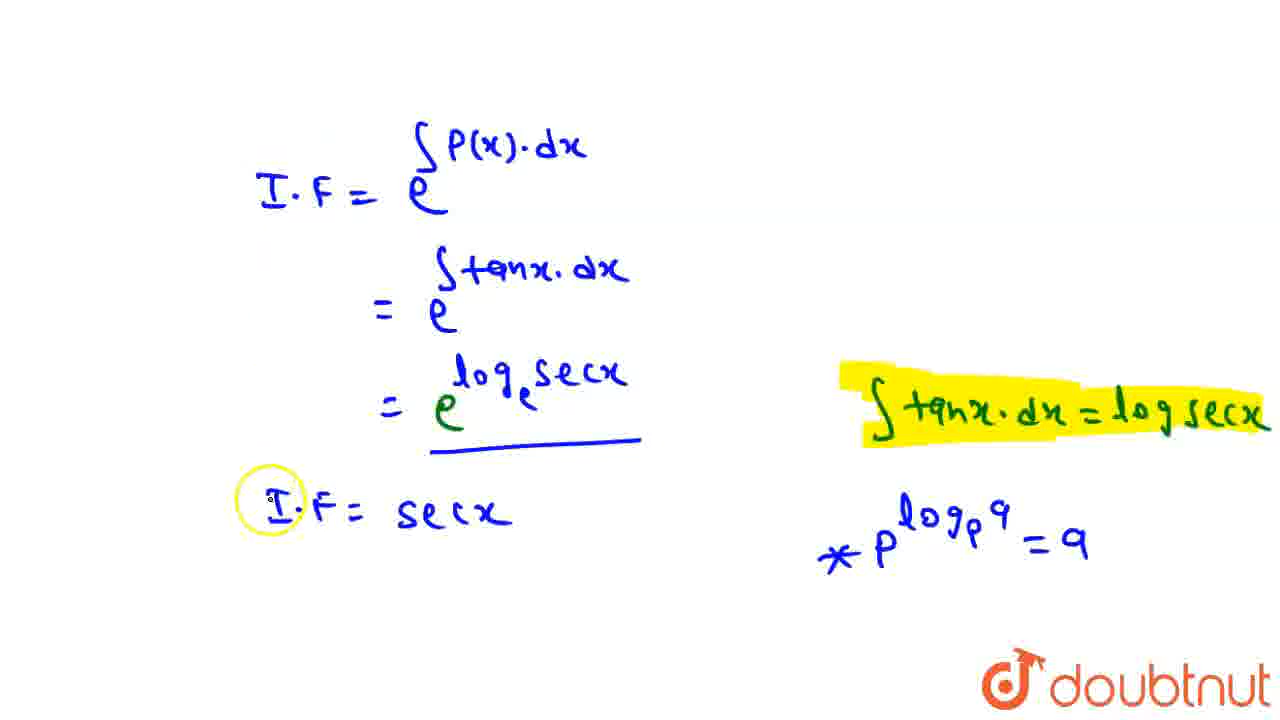 I.F = e^∫P(x).dx
= e^∫tanx.dx
= e^log_e secx
∫tanx.dx = log secx
I.F = secx
* p^log_p q = q
doubtnut